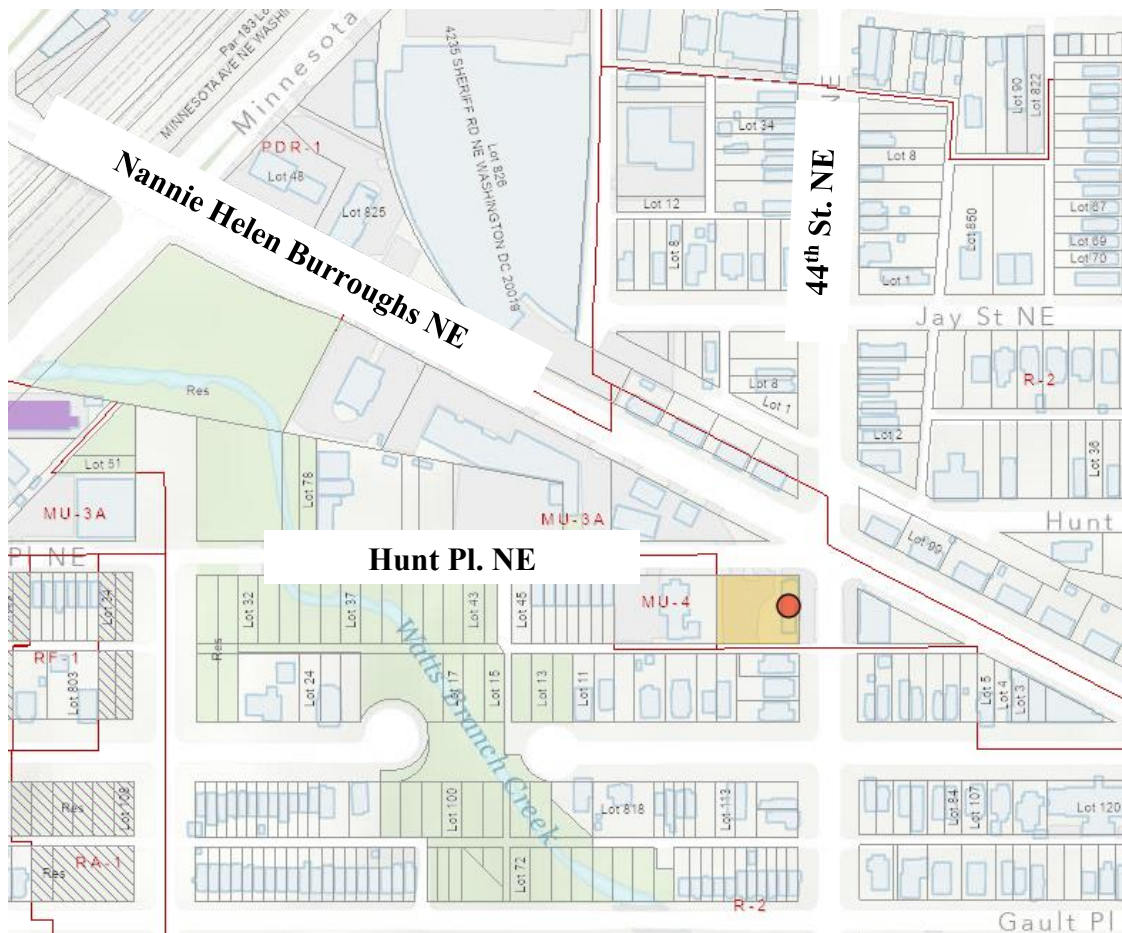 Par 183 Lo
MINNESOTA AVE NE WASHI
Minnesota
4235 SHERIFF RD NE WASHINGTON DC 20019
Lot 826
NE
Lot 90
Lot 822
PDR-1
Lot 48
Lot 825
Nannie Helen Burroughs NE
Lot 34
Lot 12
Lot 8
44th St. NE
Lot 8
Lot 850
Lot 1
Lot 67
Lot 69
Lot 70
Jay St NE
Lot 8
Lot 1
R-2
Res
Lot 2
Lot 36
Lot 51
Lot 78
MU-3A
MU-3A
Hunt
Lot 99
Pl NE
Hunt Pl. NE
Lot 24
Lot 32
Lot 37
Lot 43
Lot 45
MU-4
RF-1
Lot 803
Res
Lot 24
Lot 17
Lot 15
Lot 13
Lot 11
Lot 5
Lot 4
Lot 3
Watts Branch Creek
Res
Lot 108
Lot 100
Lot 818
Lot 113
Lot 84
Lot 107
Lot 120
Res
RA-1
Lot 72
R-2
Gault Pl